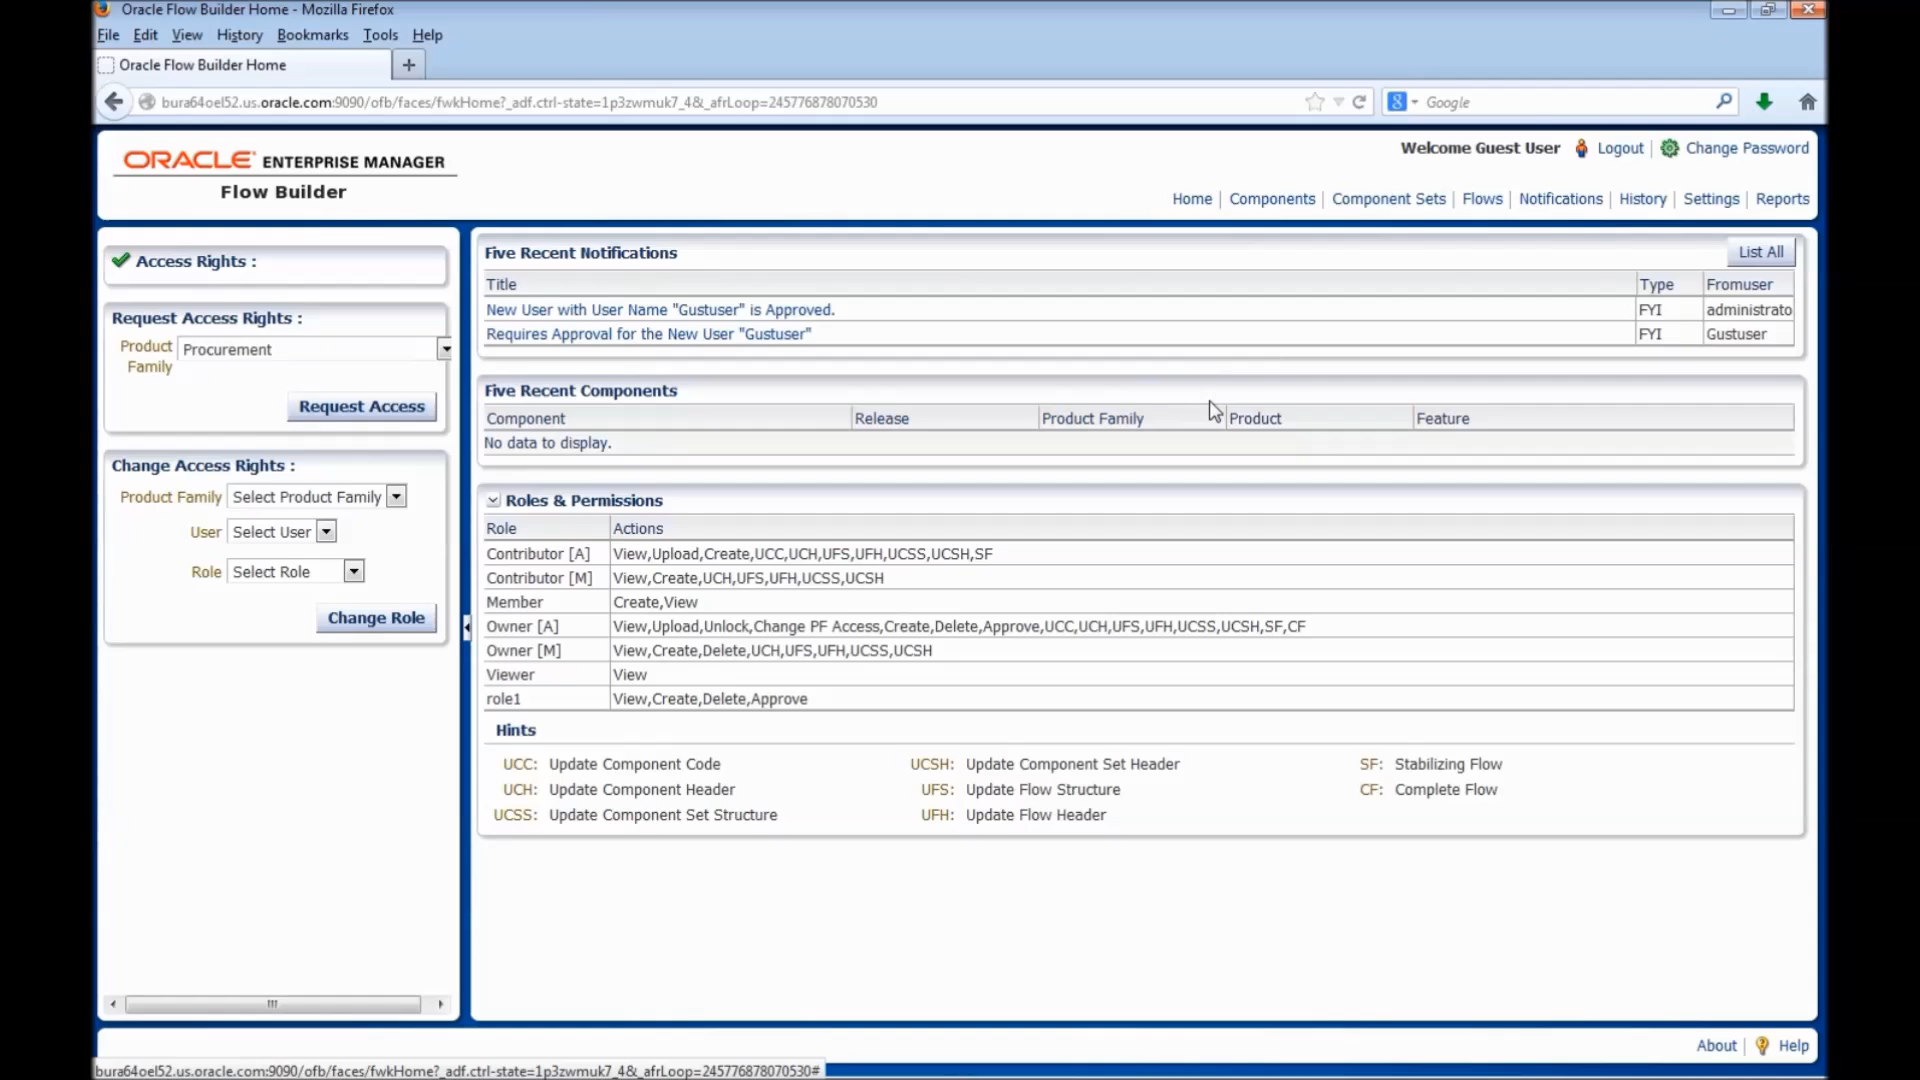 Oracle Flow Builder Home - Mozilla Firefox
File Edit View History Bookmarks Tools Help
Oracle Flow Builder Home +
bura64oel52.us.oracle.com:9090/ofb/faces/fwkHome?_adf.ctrl-state=1p3zwmuk7_4&_afrLoop=245776878070530 8 Google
ORACLE ENTERPRISE MANAGER
Flow Builder
Welcome Guest User Logout Change Password
Home Components Component Sets Flows Notifications History Settings Reports
Access Rights :
Request Access Rights :
Product Family Procurement
Request Access
Change Access Rights :
Product Family Select Product Family
User Select User
Role Select Role
Change Role
Five Recent Notifications List All
Title Type Fromuser
New User with User Name "Gustuser" is Approved. FYI administrato
Requires Approval for the New User "Gustuser" FYI Gustuser
Five Recent Components
Component Release Product Family Product Feature
No data to display.
Roles & Permissions
Role Actions
Contributor [A] View,Upload,Create,UCC,UCH,UFS,UFH,UCSS,UCSH,SF
Contributor [M] View,Create,UCH,UFS,UFH,UCSS,UCSH
Member Create,View
Owner [A] View,Upload,Unlock,Change PF Access,Create,Delete,Approve,UCC,UCH,UFS,UFH,UCSS,UCSH,SF,CF
Owner [M] View,Create,Delete,UCH,UFS,UFH,UCSS,UCSH
Viewer View
role1 View,Create,Delete,Approve
Hints
UCC: Update Component Code UCSH: Update Component Set Header SF: Stabilizing Flow
UCH: Update Component Header UFS: Update Flow Structure CF: Complete Flow
UCSS: Update Component Set Structure UFH: Update Flow Header
About Help
bura64oel52.us.oracle.com:9090/ofb/faces/fwkHome?_adf.ctrl-state=1p3zwmuk7_4&_afrLoop=245776878070530#